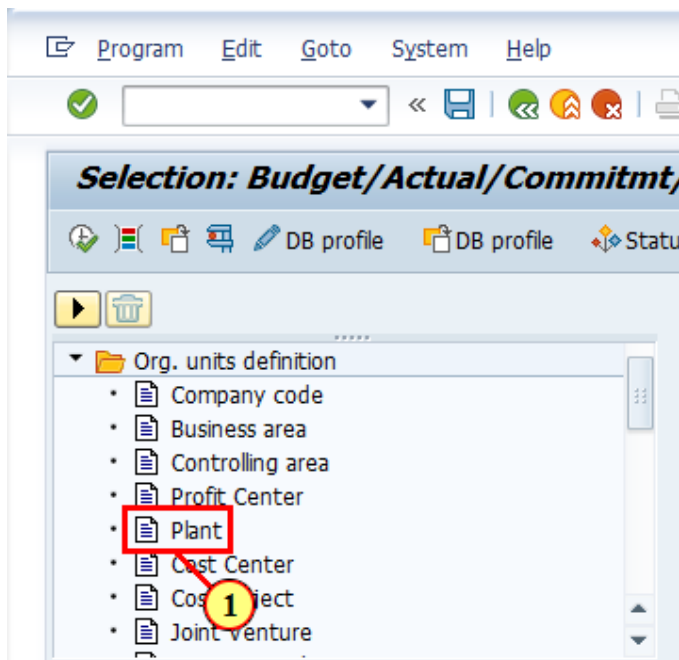 Program Edit Goto System Help
Selection: Budget/Actual/Commitmt/
DB profile DB profile Statu
Org. units definition
Company code
Business area
Controlling area
Profit Center
Plant
Cost Center
1
Joint Venture